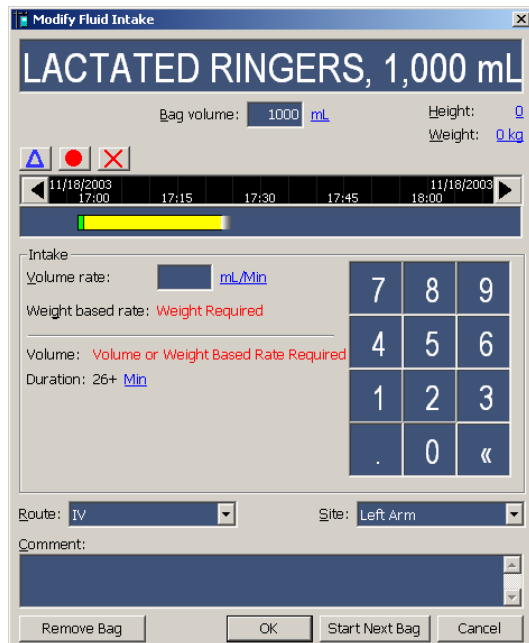 Modify Fluid Intake
LACTATED RINGERS, 1,000 mL
Bag volume: 1000 mL
Height: 0
Weight: 0 kg
11/18/2003 11/18/2003
17:00 17:15 17:30 17:45 18:00
Intake
Volume rate: mL/Min
Weight based rate: Weight Required
Volume: Volume or Weight Based Rate Required
Duration: 26+ Min
7 8 9
4 5 6
1 2 3
. 0 «
Route: IV Site: Left Arm
Comment:
Remove Bag OK Start Next Bag Cancel